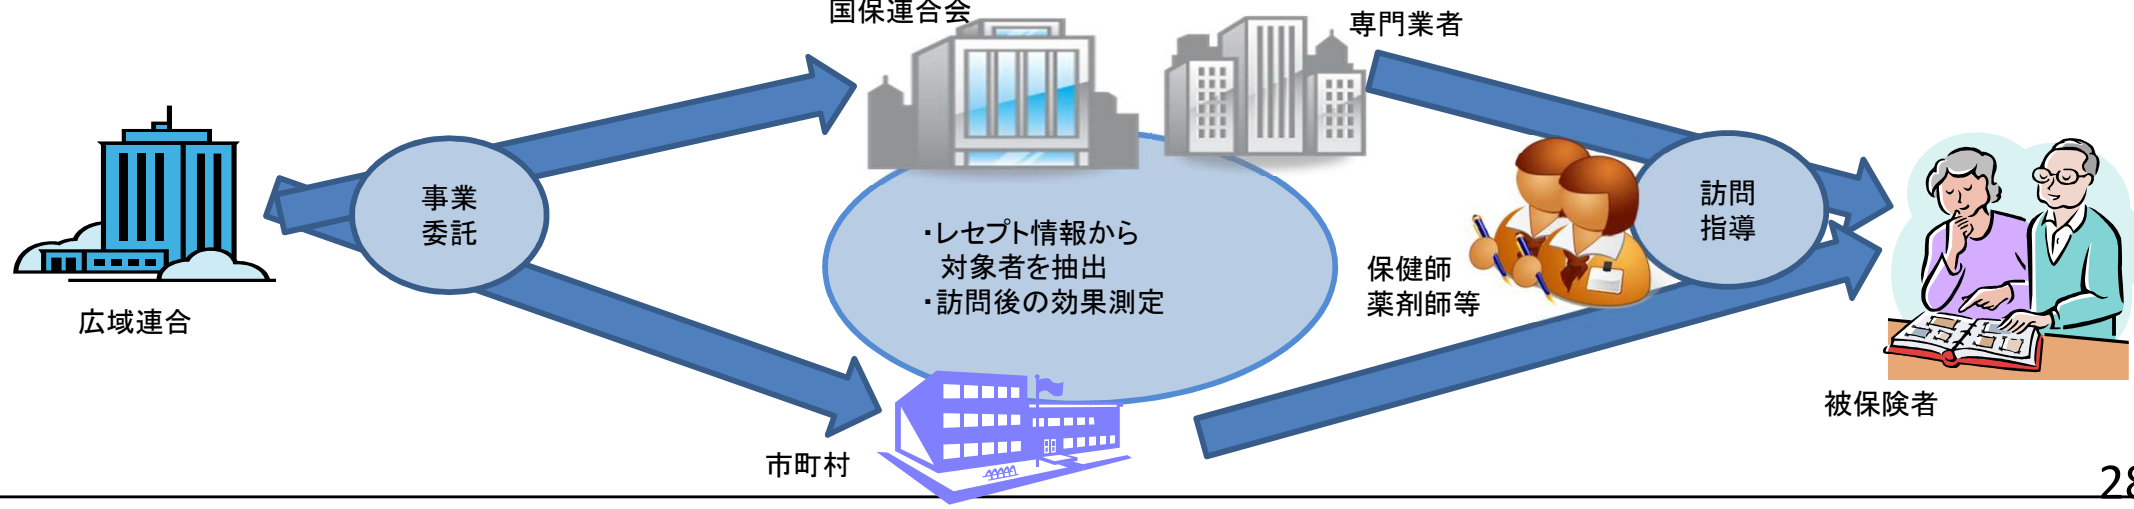 国保連合会
専門業者
事業
委託
訪問
指導
・レセプト情報から
対象者を抽出
・訪問後の効果測定
保健師
薬剤師等
広域連合
被保険者
市町村
28